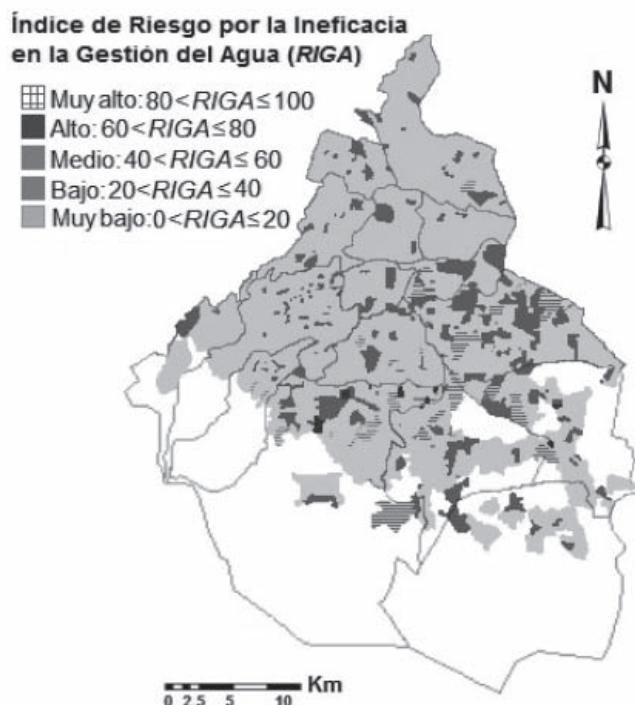 Índice de Riesgo por la Ineficacia
en la Gestión del Agua (RIGA)
Muy alto: 80<RIGA≤100
Alto: 60<RIGA≤80
Medio: 40<RIGA≤ 60
Bajo: 20<RIGA≤40
Muy bajo: 0<RIGA≤20
N
Km
0 2.5 5 10